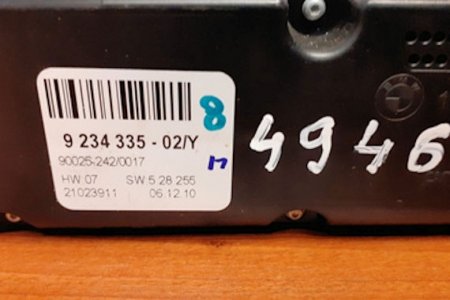 8
9 234 335 - 02/Y
90025-242/0017
HW 07 SW 5.28.255
21023911 06.12.10
4946